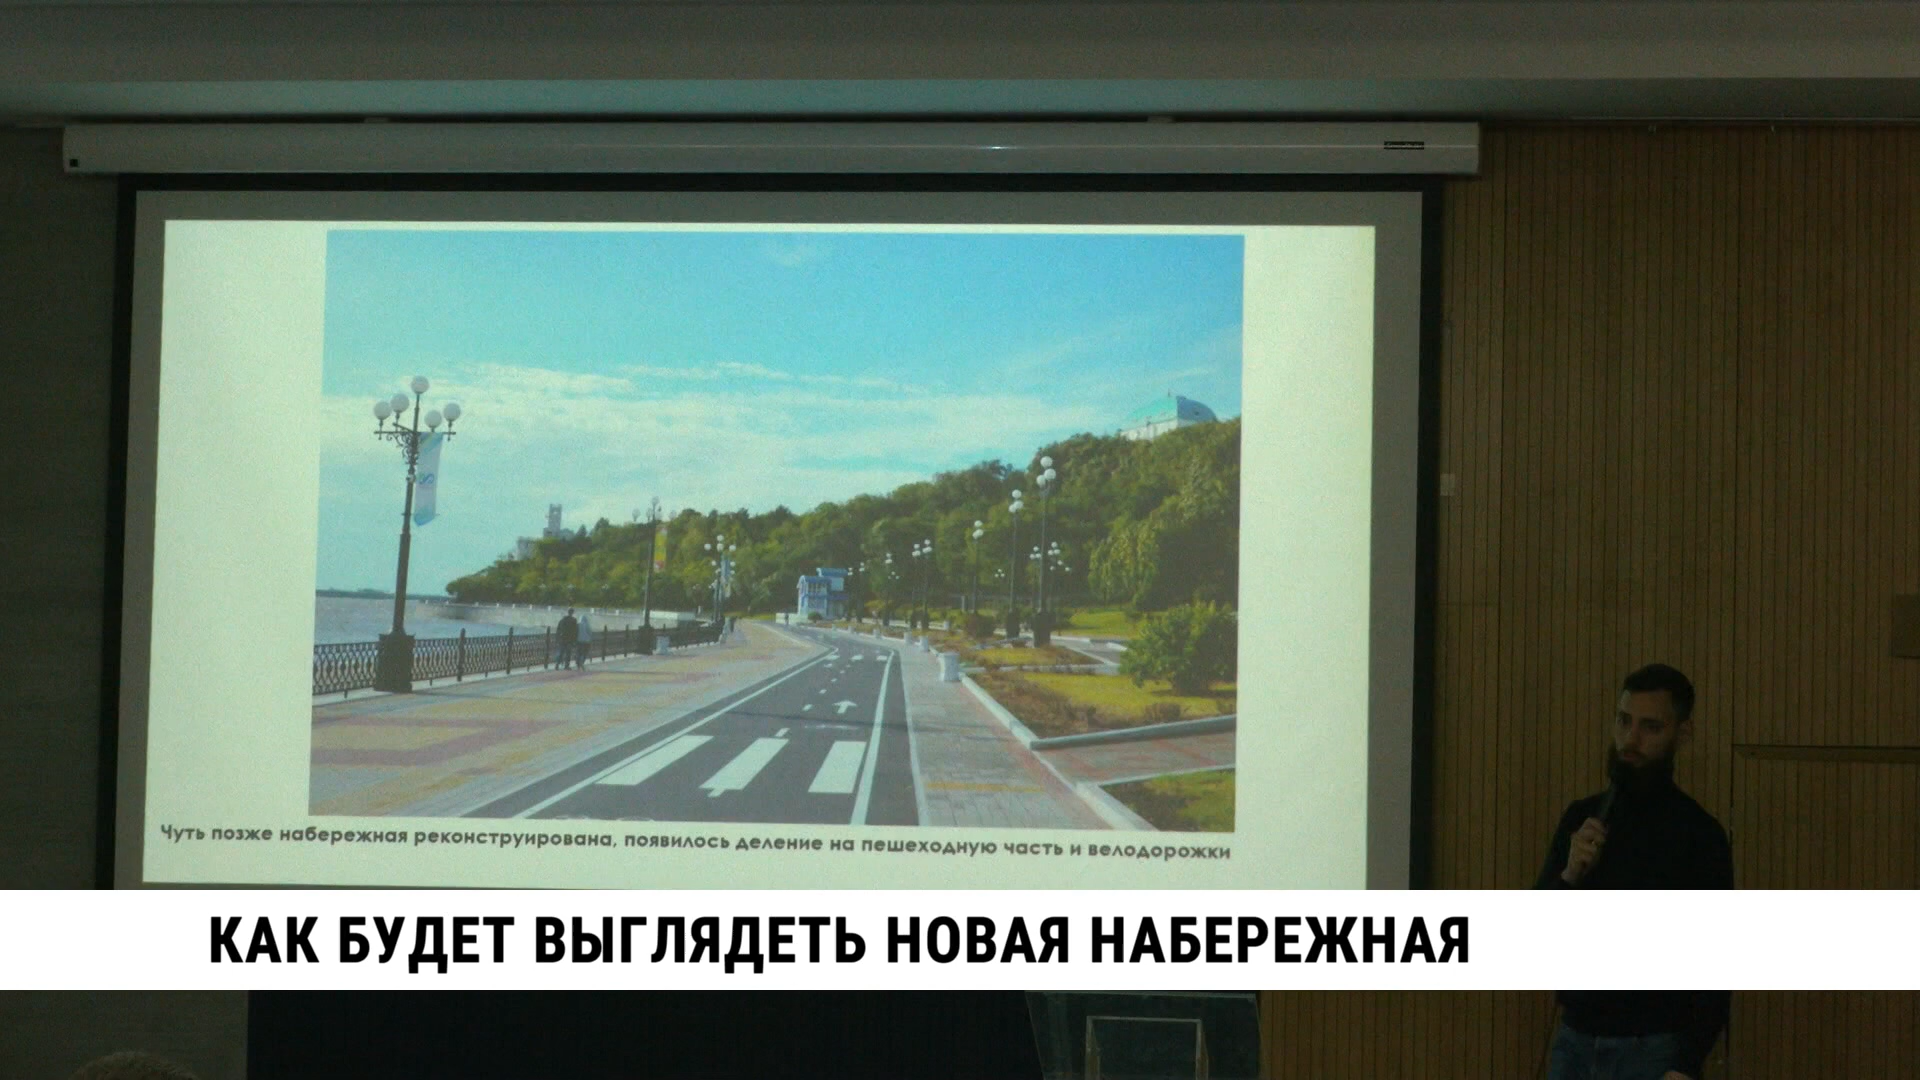 Чуть позже набережная реконструирована, появилось деление на пешеходную часть и велодорожки
КАК БУДЕТ ВЫГЛЯДЕТЬ НОВАЯ НАБЕРЕЖНАЯ